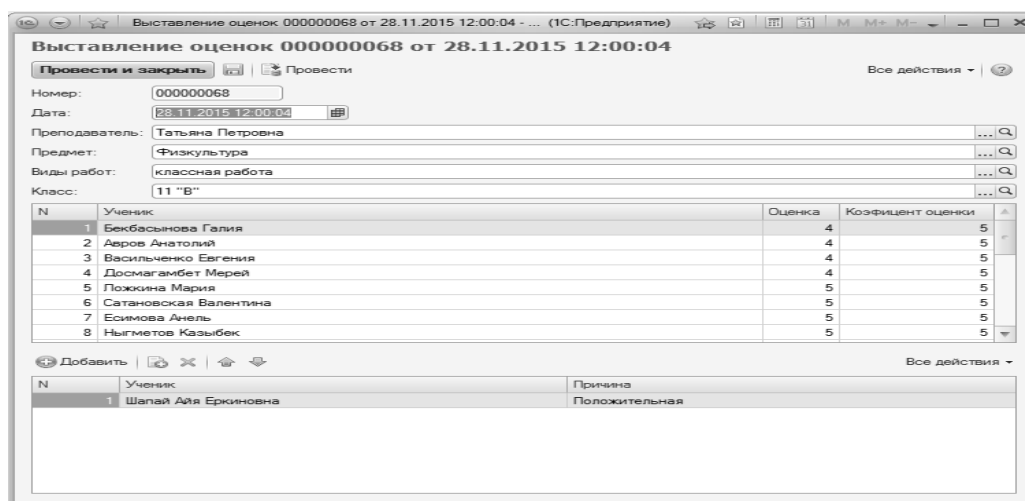 Выставление оценок 000000068 от 28.11.2015 12:00:04 - ... (1С:Предприятие) M M+ M-
Выставление оценок 000000068 от 28.11.2015 12:00:04
Провести и закрыть Провести Все действия
Номер: 000000068
Дата: 28.11.2015 12:00:04
Преподаватель: Татьяна Петровна ...
Предмет: Физкультура ...
Виды работ: классная работа ...
Класс: 11 "В" ...
N Ученик Оценка Коэфицент оценки
1 Бекбасынова Галия 4 5
2 Авров Анатолий 4 5
3 Васильченко Евгения 4 5
4 Досмагамбет Мерей 4 5
5 Ложкина Мария 5 5
6 Сатановская Валентина 5 5
7 Есимова Анель 5 5
8 Ныгметов Казыбек 5 5
Добавить Все действия
N Ученик Причина
1 Шапай Айя Еркиновна Положительная